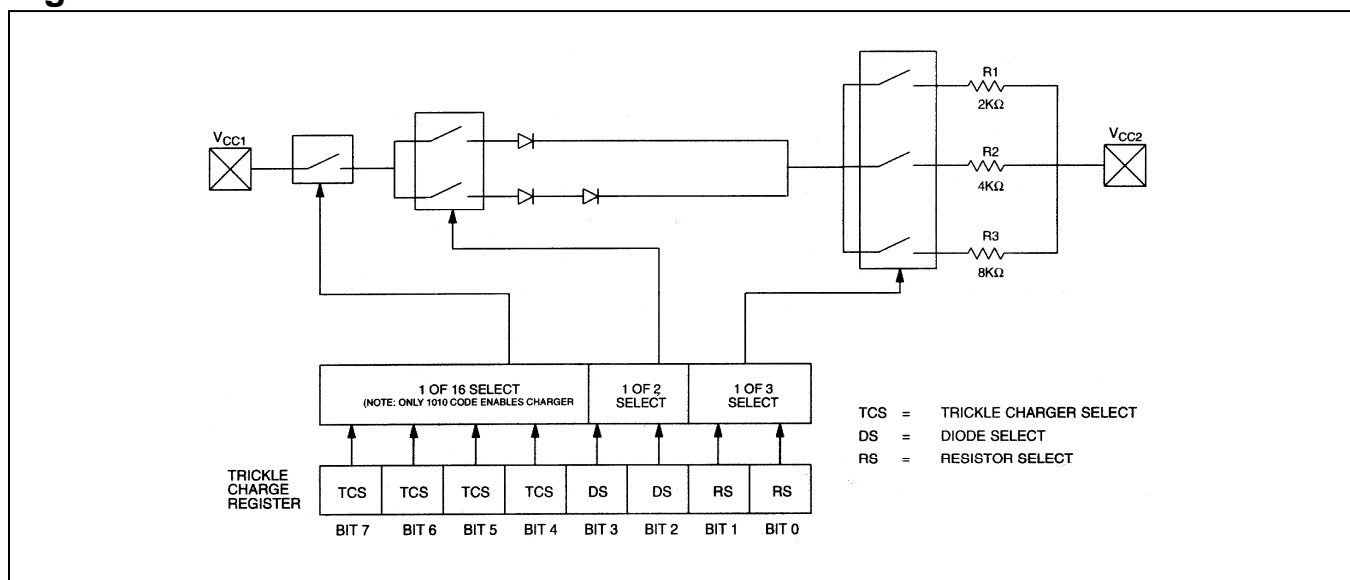 R1
2KΩ
VCC1
R2
4KΩ
VCC2
R3
8KΩ
1 OF 16 SELECT
(NOTE: ONLY 1010 CODE ENABLES CHARGER
1 OF 2
SELECT
1 OF 3
SELECT
TCS = TRICKLE CHARGER SELECT
DS = DIODE SELECT
RS = RESISTOR SELECT
TRICKLE
CHARGE
REGISTER
TCS TCS TCS TCS DS DS RS RS
BIT 7 BIT 6 BIT 5 BIT 4 BIT 3 BIT 2 BIT 1 BIT 0